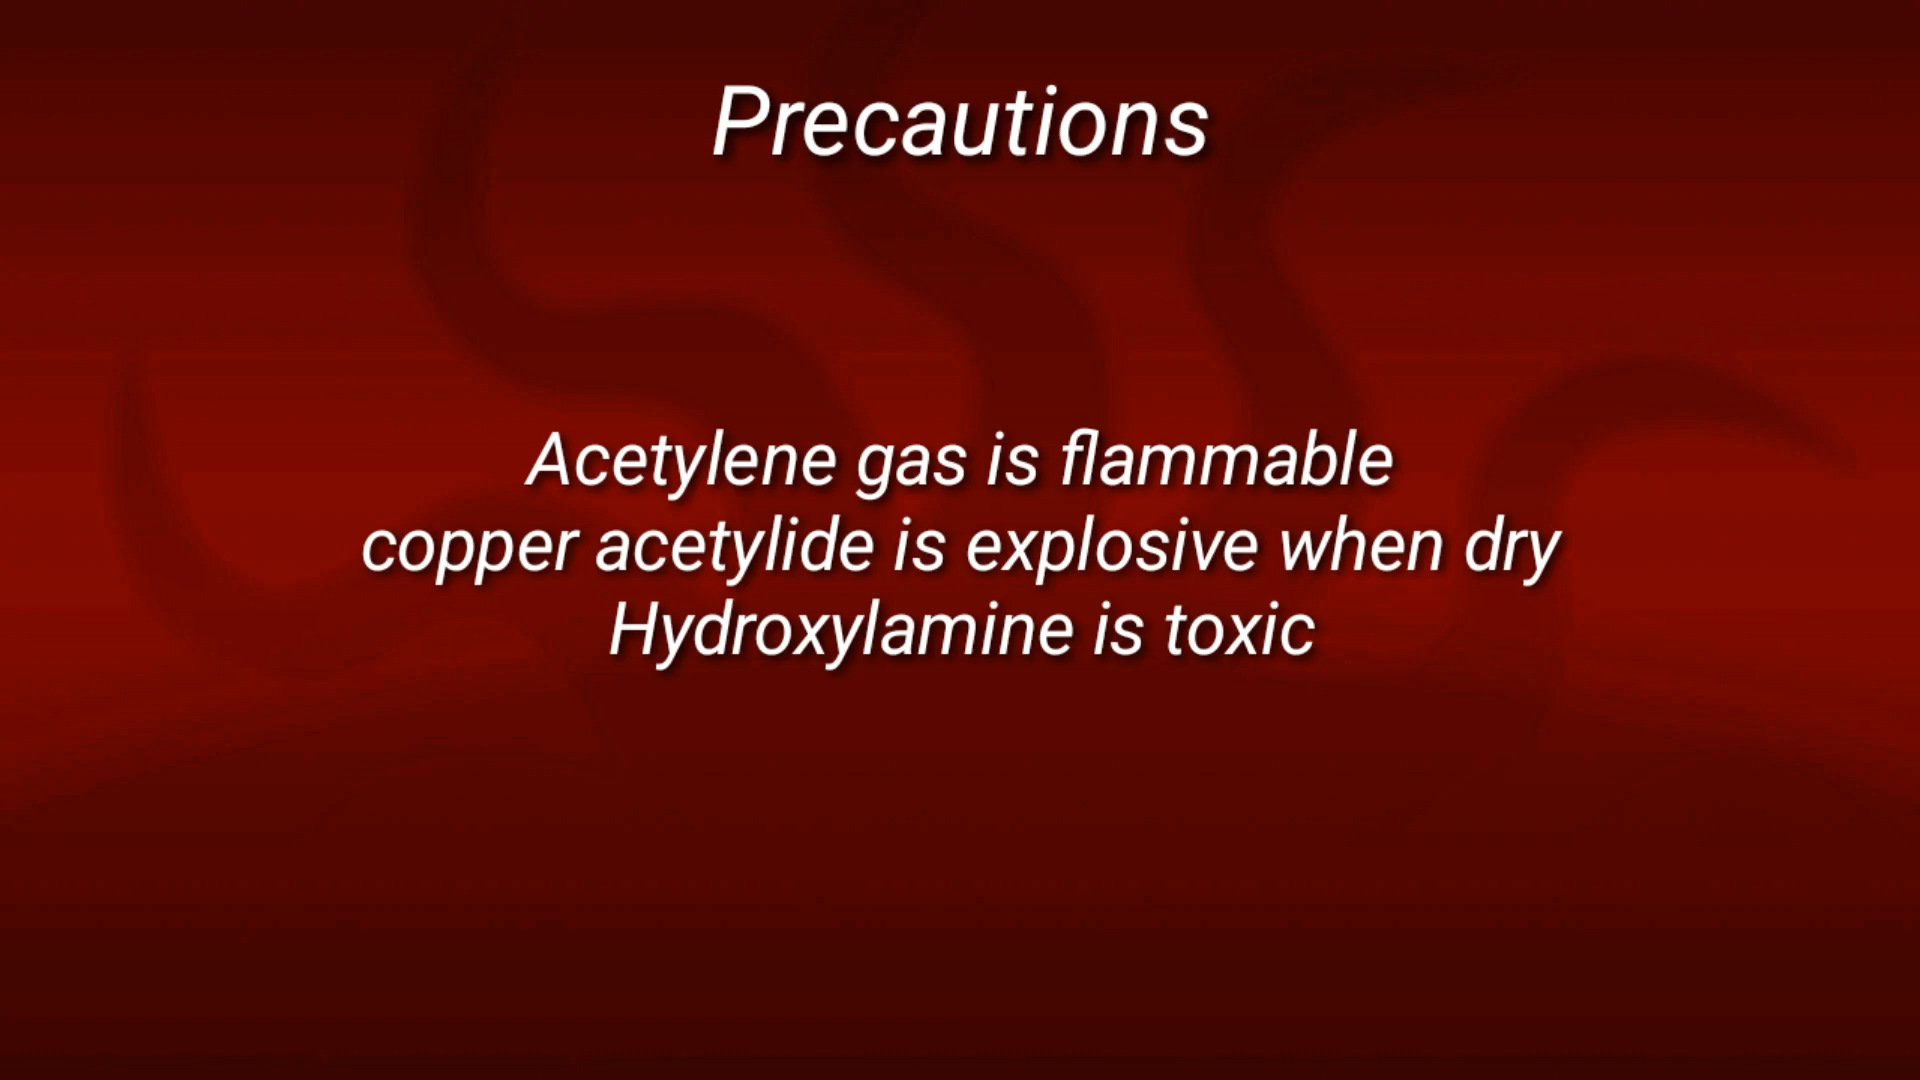 Precautions
Acetylene gas is flammable
copper acetylide is explosive when dry
Hydroxylamine is toxic